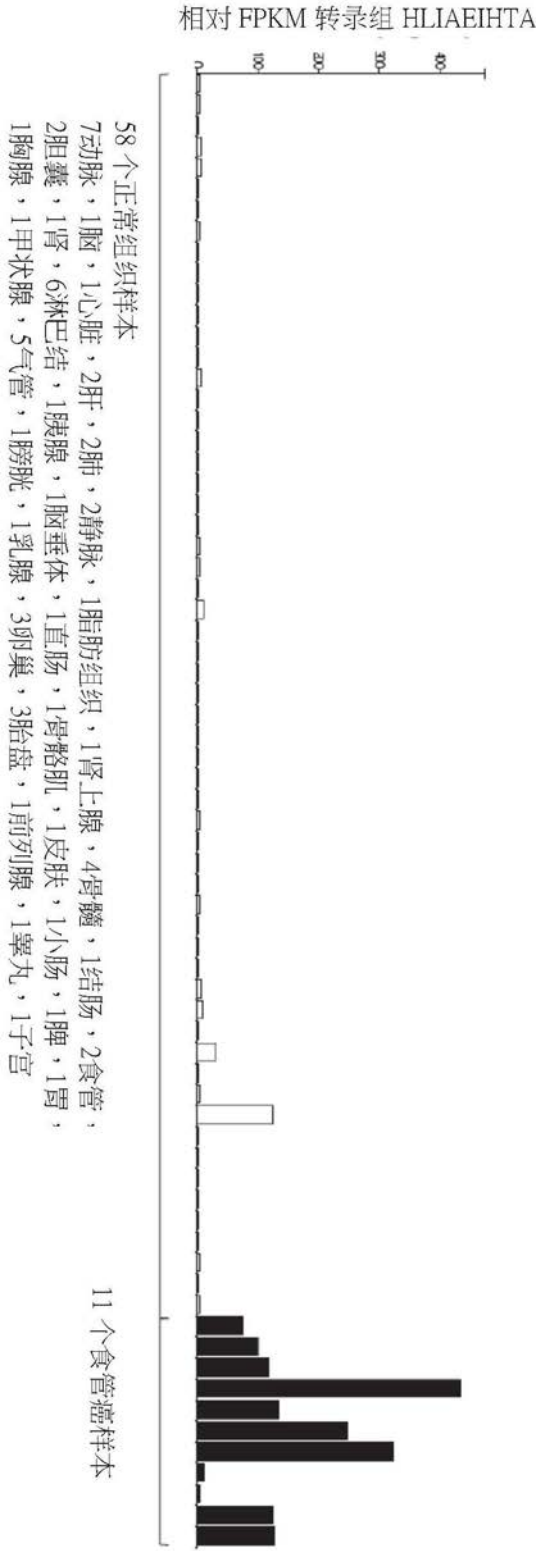 相对 FPKM 转录组 HLIAEIHTA
0
100
200
300
400
58 个正常组织样本
7动脉，1脑，1心脏，2肝，2肺，2静脉，1脂肪组织，1肾上腺，4骨髓，1结肠，2食管，
2胆囊，1肾，6淋巴结，1胰腺，1脑垂体，1直肠，1骨骼肌，1皮肤，1小肠，1脾，1胃，
1胸腺，1甲状腺，5气管，1膀胱，1乳腺，3卵巢，3胎盘，1前列腺，1睾丸，1子宫
11 个食管癌样本